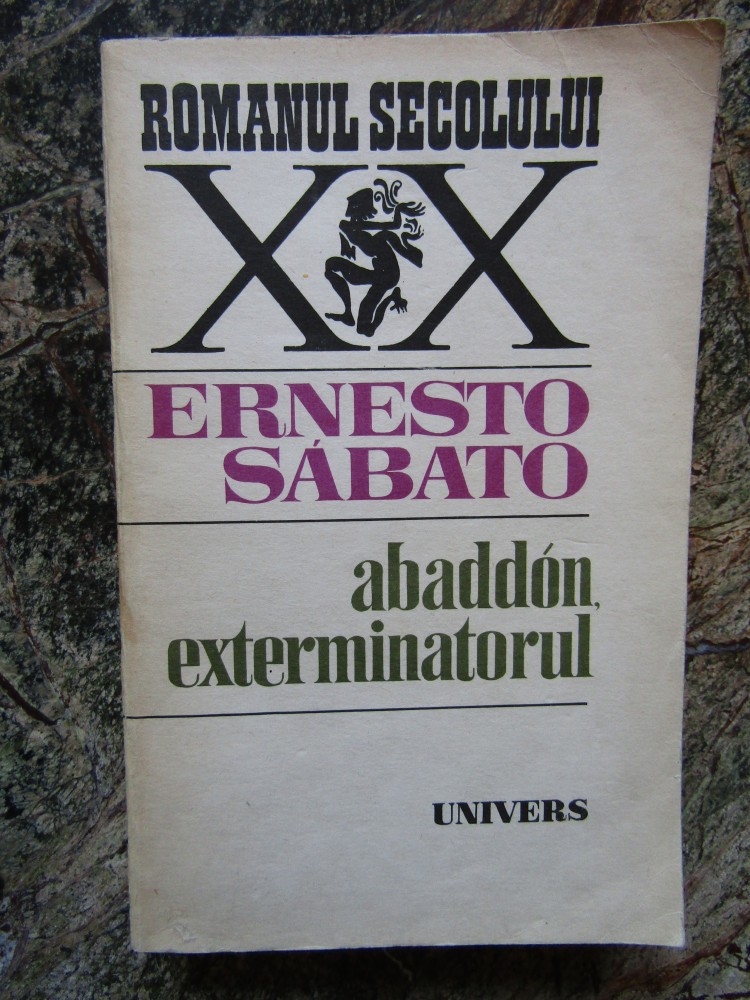 ROMANUL SECOLULUI
XX
ERNESTO
SÁBATO
abaddón,
exterminatorul
UNIVERS